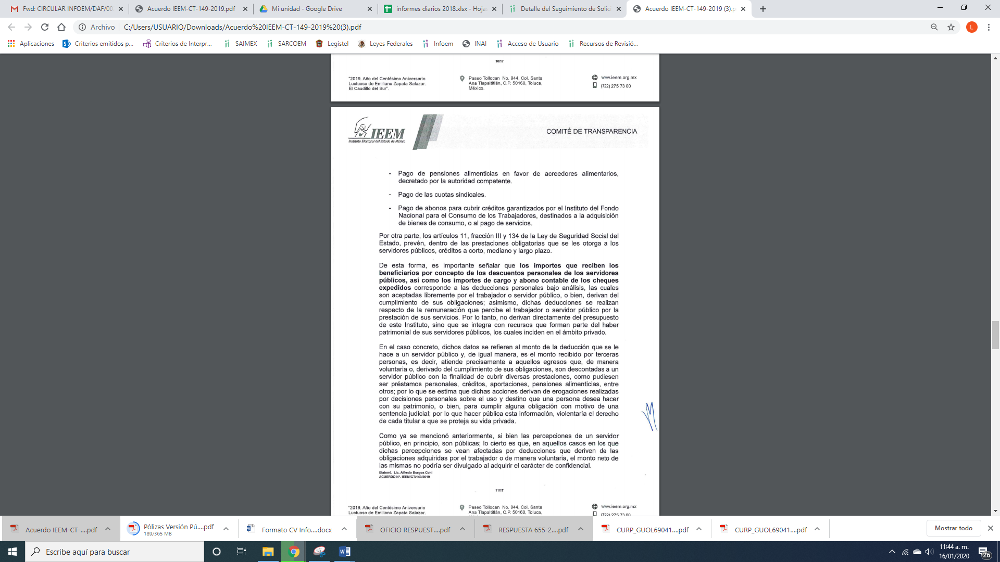 Fwd: CIRCULAR INFOEM/DAF/00
Acuerdo IEEM-CT-149-2019.pdf
Mi unidad - Google Drive
informes diarios 2018.xlsx - Hoja
Detalle del Seguimiento de Solici
Acuerdo IEEM-CT-149-2019 (3).p
Archivo
C:/Users/USUARIO/Downloads/Acuerdo%20IEEM-CT-149-2019%20(3).pdf
L
Aplicaciones
Criterios emitidos p...
Criterios de Interpr...
SAIMEX
SARCOEM
Legistel
Leyes Federales
Infoem
INAI
Acceso de Usuario
Recursos de Revisió...
10/17
"2019. Año del Centésimo Aniversario
Luctuoso de Emiliano Zapata Salazar.
El Caudillo del Sur".
Paseo Tollocan No. 944, Col. Santa
Ana Tlapaltitlán, C.P. 50160, Toluca,
México.
www.ieem.org.mx
(722) 275 73 00
IEEM
Instituto Electoral del Estado de México
COMITÉ DE TRANSPARENCIA
- Pago de pensiones alimenticias en favor de acreedores alimentarios,
decretado por la autoridad competente.
- Pago de las cuotas sindicales.
- Pago de abonos para cubrir créditos garantizados por el Instituto del Fondo
Nacional para el Consumo de los Trabajadores, destinados a la adquisición
de bienes de consumo, o al pago de servicios.
Por otra parte, los artículos 11, fracción III y 134 de la Ley de Seguridad Social del
Estado, prevén, dentro de las prestaciones obligatorias que se les otorga a los
servidores públicos, créditos a corto, mediano y largo plazo.
De esta forma, es importante señalar que los importes que reciben los
beneficiarios por concepto de los descuentos personales de los servidores
públicos, así como los importes de cargo y abono contable de los cheques
expedidos corresponde a las deducciones personales bajo análisis, las cuales
son aceptadas libremente por el trabajador o servidor público, o bien, derivan del
cumplimiento de sus obligaciones; asimismo, dichas deducciones se realizan
respecto de la remuneración que percibe el trabajador o servidor público por la
prestación de sus servicios. Por lo tanto, no derivan directamente del presupuesto
de este Instituto, sino que se integra con recursos que forman parte del haber
patrimonial de sus servidores públicos, los cuales inciden en el ámbito privado.
En el caso concreto, dichos datos se refieren al monto de la deducción que se le
hace a un servidor público y, de igual manera, es el monto recibido por terceras
personas, es decir, atiende precisamente a aquellos egresos que, de manera
voluntaria o, derivado del cumplimiento de sus obligaciones, son descontadas a un
servidor público con la finalidad de cubrir diversas prestaciones, como pudiesen
ser préstamos personales, créditos, aportaciones, pensiones alimenticias, entre
otros; por lo que se estima que dichas acciones derivan de erogaciones realizadas
por decisiones personales sobre el uso y destino que una persona desea hacer
con su patrimonio, o bien, para cumplir alguna obligación con motivo de una
sentencia judicial; por lo que hacer pública esta información, violentaría el derecho
de cada titular a que se proteja su vida privada.
Como ya se mencionó anteriormente, si bien las percepciones de un servidor
público, en principio, son públicas; lo cierto es que, en aquellos casos en los que
dichas percepciones se vean afectadas por deducciones que deriven de las
obligaciones adquiridas por el trabajador o de manera voluntaria, el monto neto de
las mismas no podría ser divulgado al adquirir el carácter de confidencial.
Elaboró. Lic. Alfredo Burgos Cohl
ACUERDO N°. IEEM/CT/149/2019
11/17
"2019. Año del Centésimo Aniversario
Luctuoso de Emiliano Zapata Salazar.
Paseo Tollocan No. 944, Col. Santa
Ana Tlapaltitlán, C.P. 50160, Toluca,
www.ieem.org.mx
(722) 275 73 00
Acuerdo IEEM-CT-....pdf
Pólizas Versión Pú....pdf
189/365 MB
Formato CV Info....docx
OFICIO RESPUEST....pdf
RESPUESTA 655-2....pdf
CURP_GUOL69041....pdf
CURP_GUOL69041....pdf
Mostrar todo
Escribe aquí para buscar
11:44 a. m.
16/01/2020
26